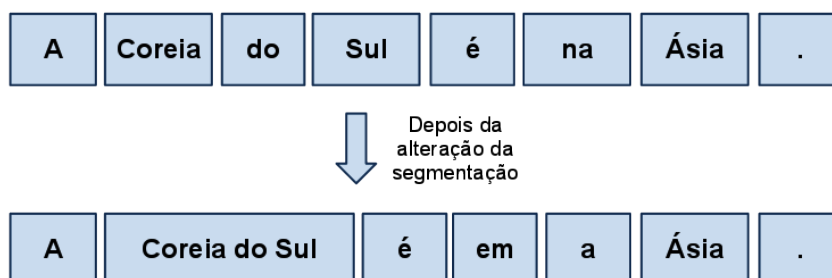 A Coreia do Sul é na Ásia .
Depois da
alteração da
segmentação
A Coreia do Sul é em a Ásia .